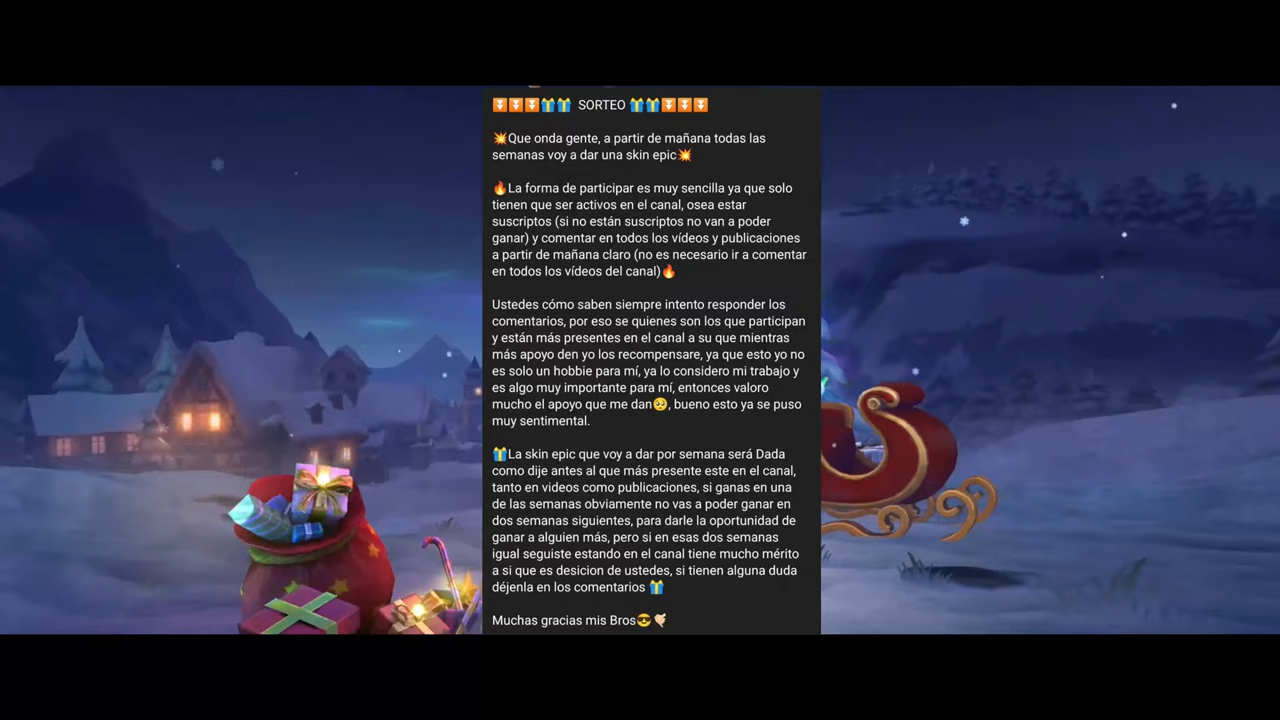 ⏬⏬⏬🎁🎁 SORTEO 🎁🎁⏬⏬⏬
💥Que onda gente, a partir de mañana todas las
semanas voy a dar una skin epic💥
🔥La forma de participar es muy sencilla ya que solo
tienen que ser activos en el canal, osea estar
suscriptos (si no están suscriptos no van a poder
ganar) y comentar en todos los vídeos y publicaciones
a partir de mañana claro (no es necesario ir a comentar
en todos los vídeos del canal)🔥
Ustedes cómo saben siempre intento responder los
comentarios, por eso se quienes son los que participan
y están más presentes en el canal a su que mientras
más apoyo den yo los recompensare, ya que esto yo no
es solo un hobbie para mí, ya lo considero mi trabajo y
es algo muy importante para mí, entonces valoro
mucho el apoyo que me dan🥺, bueno esto ya se puso
muy sentimental.
🎁La skin epic que voy a dar por semana será Dada
como dije antes al que más presente este en el canal,
tanto en videos como publicaciones, si ganas en una
de las semanas obviamente no vas a poder ganar en
dos semanas siguientes, para darle la oportunidad de
ganar a alguien más, pero si en esas dos semanas
igual seguiste estando en el canal tiene mucho mérito
a si que es desicion de ustedes, si tienen alguna duda
déjenla en los comentarios 🎁
Muchas gracias mis Bros😎🤙🏻